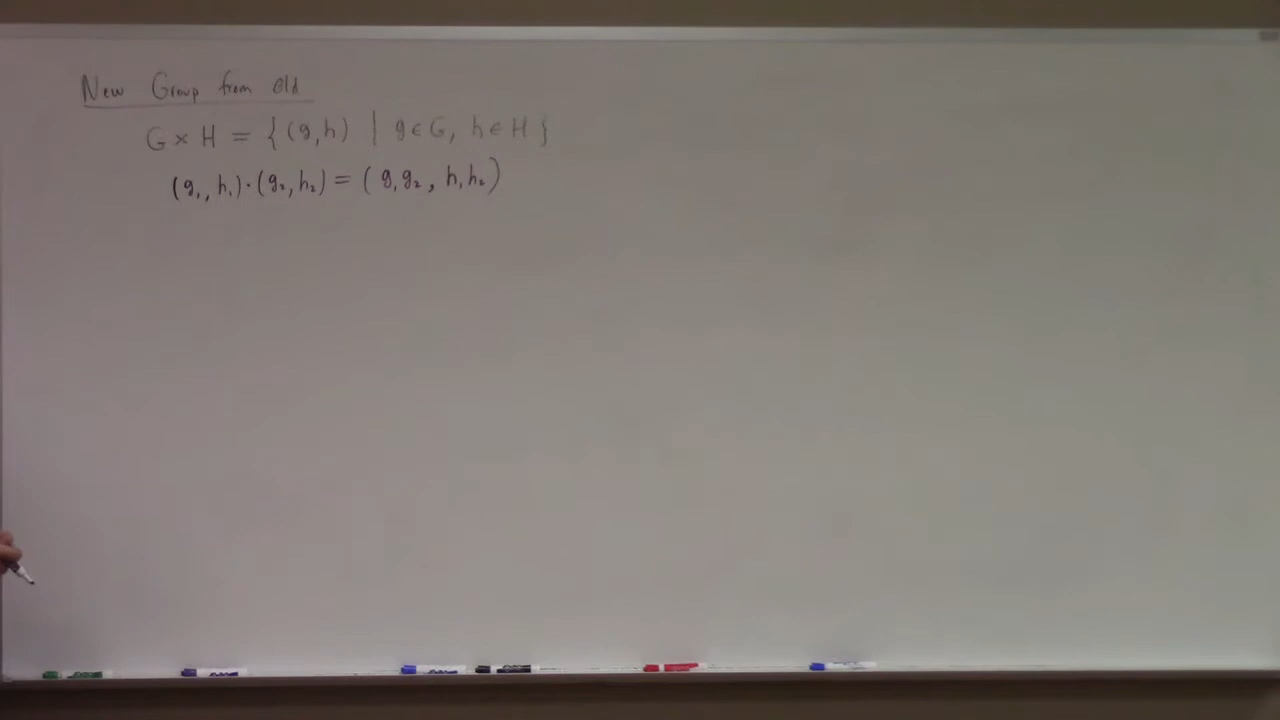 New Group from Old
G × H = { (g,h) | g ∈ G, h ∈ H }
(g₁, h₁) · (g₂, h₂) = ( g₁g₂ , h₁h₂ )